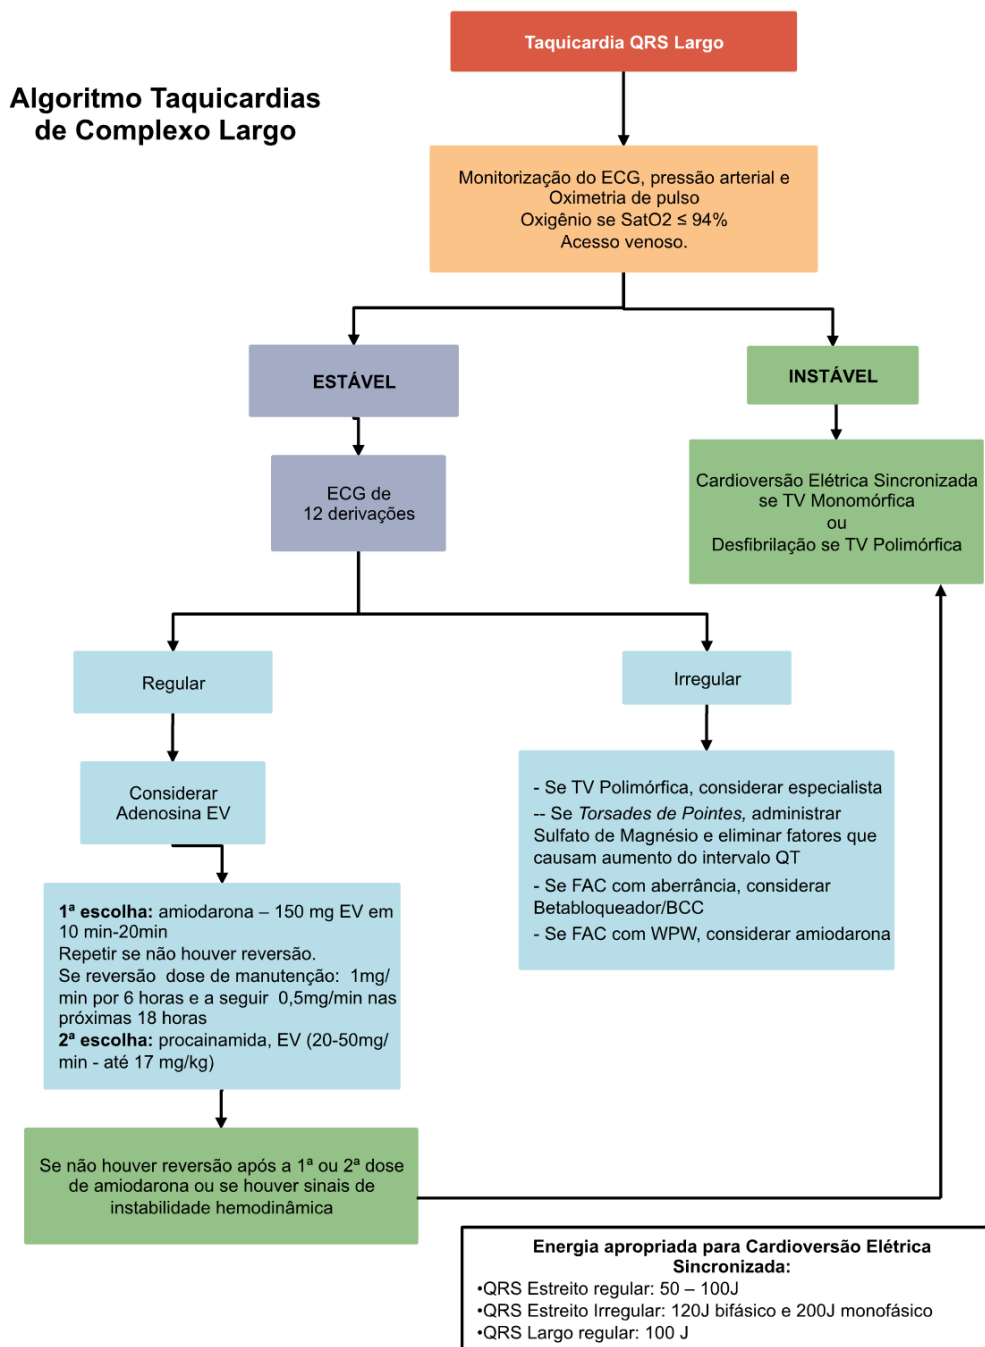 Taquicardia QRS Largo
Algoritmo Taquicardias
de Complexo Largo
Monitorização do ECG, pressão arterial e
Oximetria de pulso
Oxigênio se SatO2 ≤ 94%
Acesso venoso.
ESTÁVEL
INSTÁVEL
ECG de
12 derivações
Cardioversão Elétrica Sincronizada
se TV Monomórfica
ou
Desfibrilação se TV Polimórfica
Regular
Irregular
Considerar
Adenosina EV
- Se TV Polimórfica, considerar especialista
-- Se Torsades de Pointes, administrar
Sulfato de Magnésio e eliminar fatores que
causam aumento do intervalo QT
- Se FAC com aberrância, considerar
Betabloqueador/BCC
- Se FAC com WPW, considerar amiodarona
1ª escolha: amiodarona – 150 mg EV em
10 min-20min
Repetir se não houver reversão.
Se reversão dose de manutenção: 1mg/
min por 6 horas e a seguir 0,5mg/min nas
próximas 18 horas
2ª escolha: procainamida, EV (20-50mg/
min - até 17 mg/kg)
Se não houver reversão após a 1ª ou 2ª dose
de amiodarona ou se houver sinais de
instabilidade hemodinâmica
Energia apropriada para Cardioversão Elétrica
Sincronizada:
•QRS Estreito regular: 50 – 100J
•QRS Estreito Irregular: 120J bifásico e 200J monofásico
•QRS Largo regular: 100 J